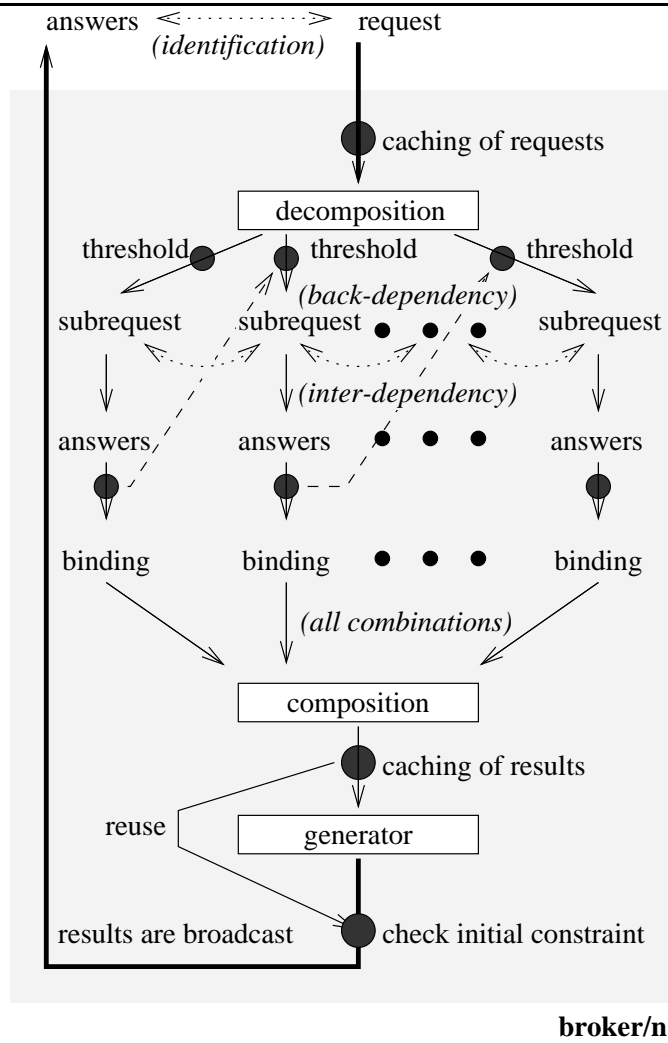 answers request
(identification)
caching of requests
decomposition
threshold threshold threshold
(back-dependency)
subrequest subrequest subrequest
(inter-dependency)
answers answers answers
binding binding binding
(all combinations)
composition
caching of results
reuse
generator
results are broadcast check initial constraint
broker/n